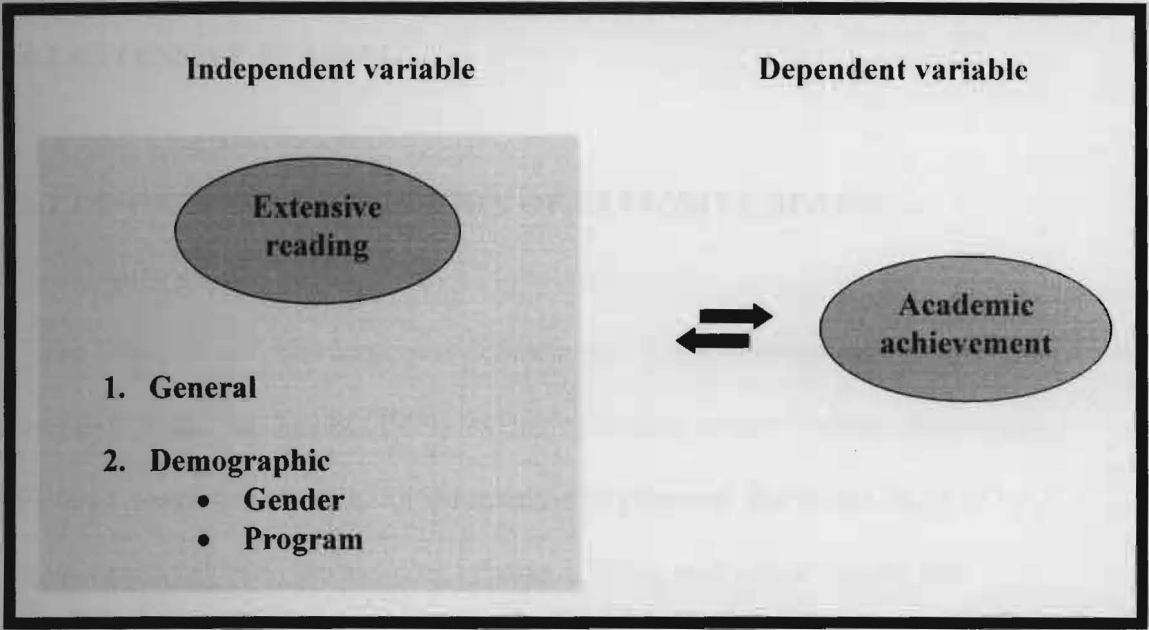 Independent variable
Dependent variable
Extensive
reading
1. General
2. Demographic
• Gender
• Program
Academic
achievement